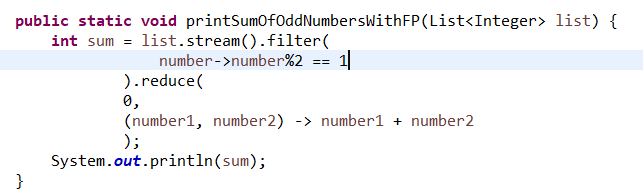 public static void printSumOfOddNumbersWithFP(List<Integer> list) {
    int sum = list.stream().filter(
                number->number%2 == 1
            ).reduce(
            0,
            (number1, number2) -> number1 + number2
            );
    System.out.println(sum);
}